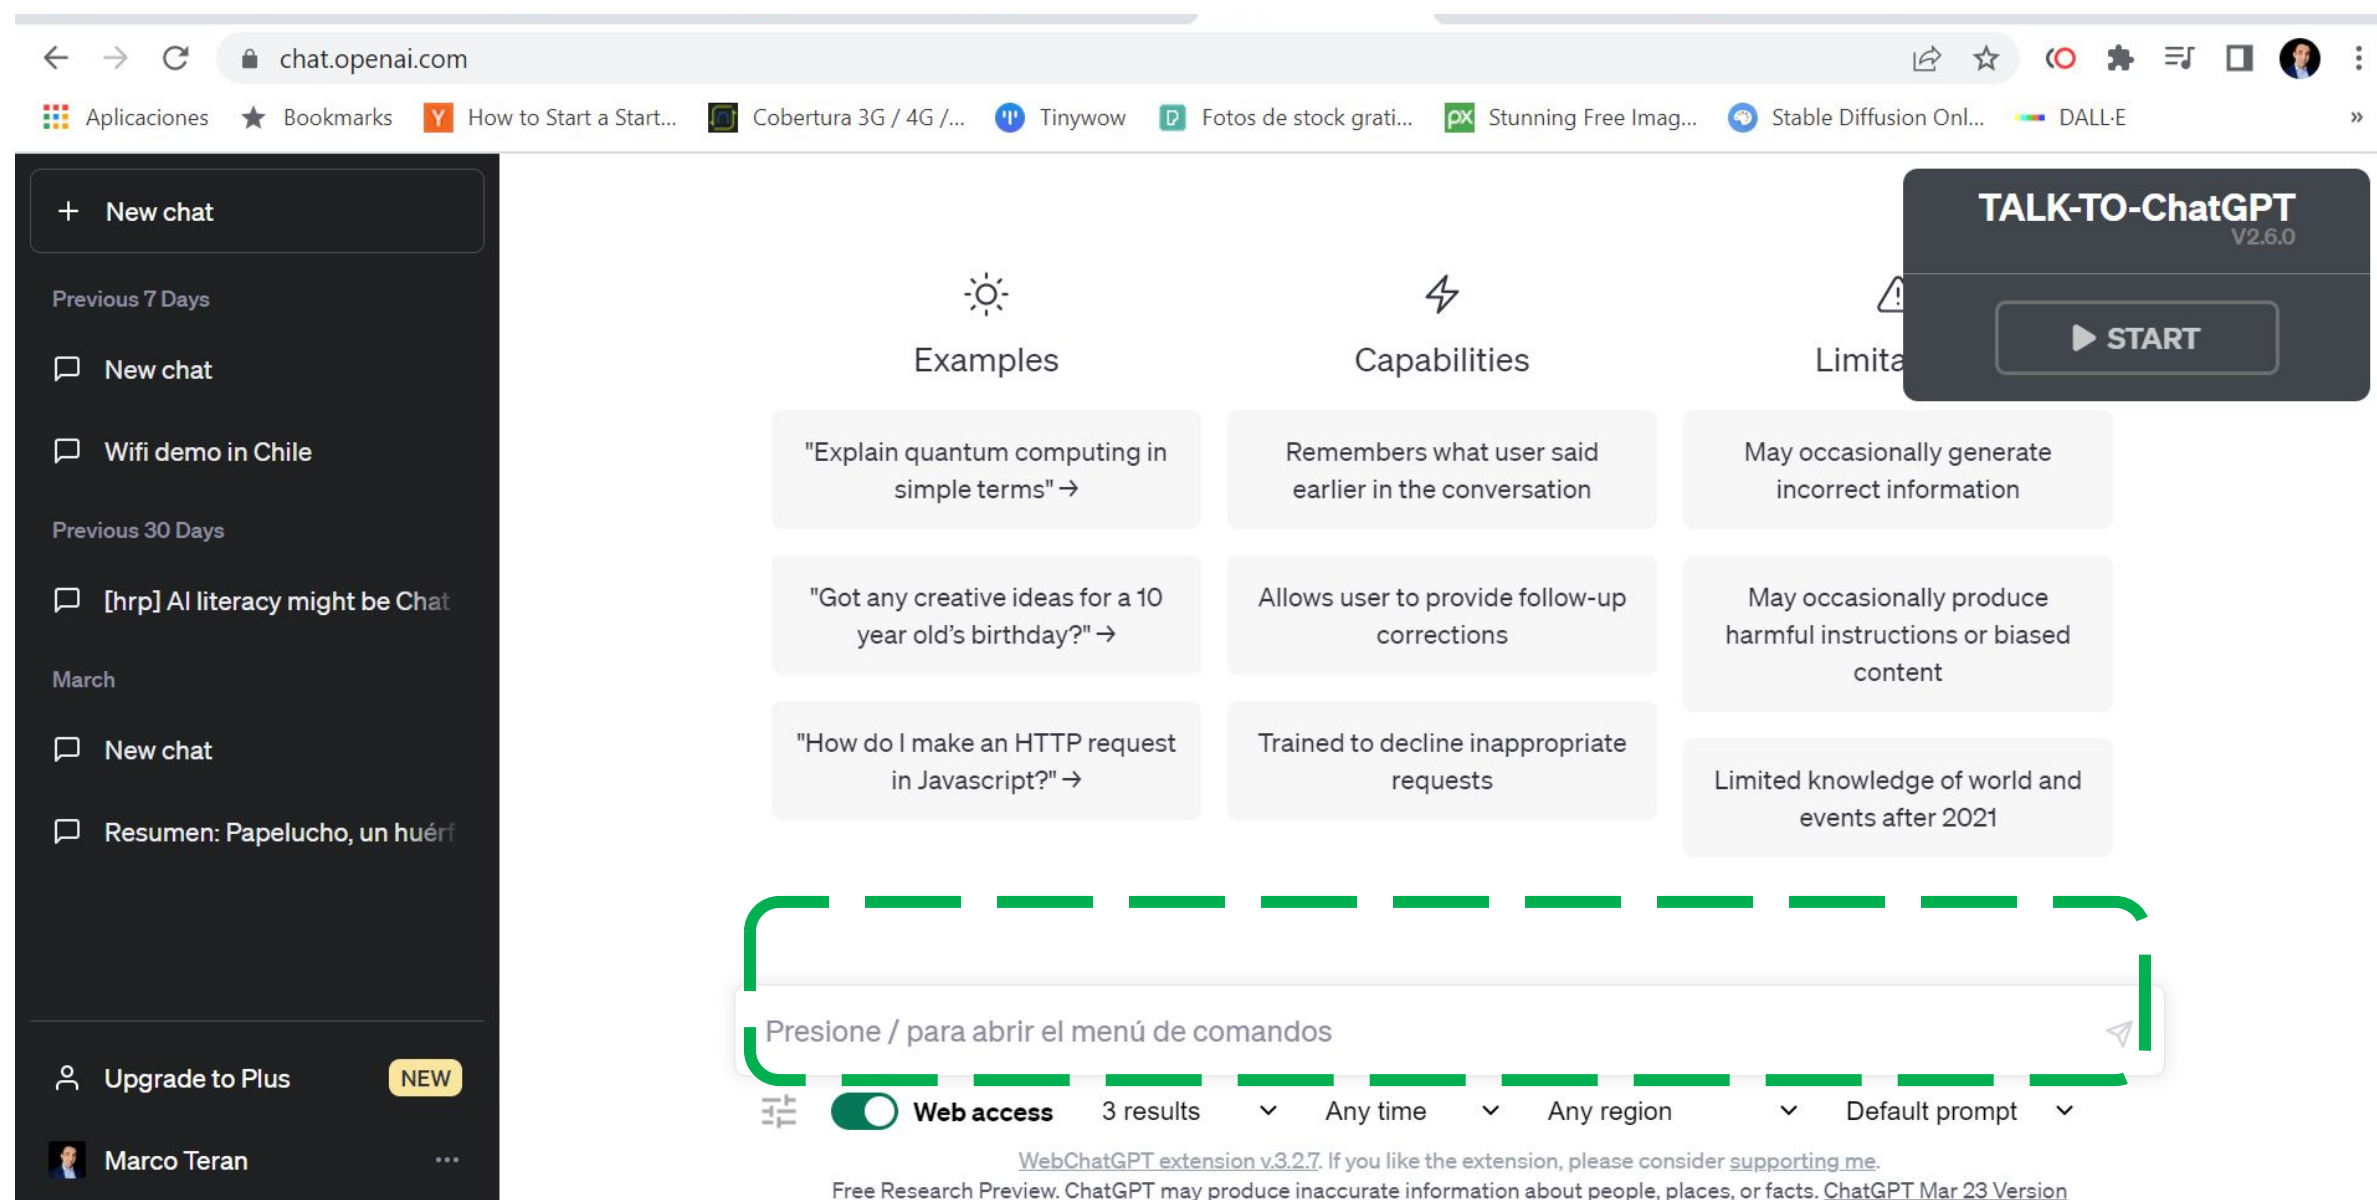 chat.openai.com
Aplicaciones Bookmarks How to Start a Start... Cobertura 3G / 4G /... Tinywow Fotos de stock grati... Stunning Free Imag... Stable Diffusion Onl... DALL·E »
New chat
Previous 7 Days
New chat
Wifi demo in Chile
Previous 30 Days
[hrp] AI literacy might be Chat
March
New chat
Resumen: Papelucho, un huérf
Upgrade to Plus NEW
Marco Teran
TALK-TO-ChatGPT
V2.6.0
START
Examples
"Explain quantum computing in
simple terms" →
"Got any creative ideas for a 10
year old’s birthday?" →
"How do I make an HTTP request
in Javascript?" →
Capabilities
Remembers what user said
earlier in the conversation
Allows user to provide follow-up
corrections
Trained to decline inappropriate
requests
Limita
May occasionally generate
incorrect information
May occasionally produce
harmful instructions or biased
content
Limited knowledge of world and
events after 2021
Presione / para abrir el menú de comandos
Web access 3 results Any time Any region Default prompt
WebChatGPT extension v.3.2.7. If you like the extension, please consider supporting me.
Free Research Preview. ChatGPT may produce inaccurate information about people, places, or facts. ChatGPT Mar 23 Version